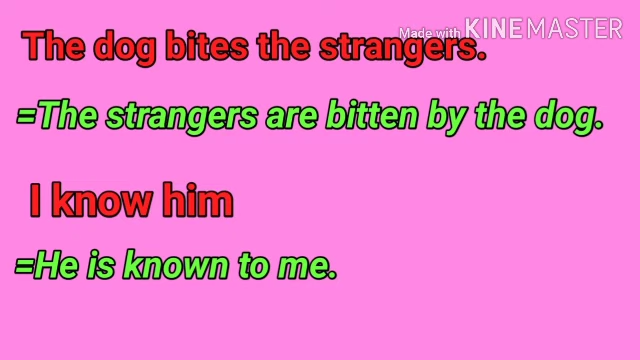 Made with KINEMASTER
The dog bites the strangers.
=The strangers are bitten by the dog.
I know him
=He is known to me.